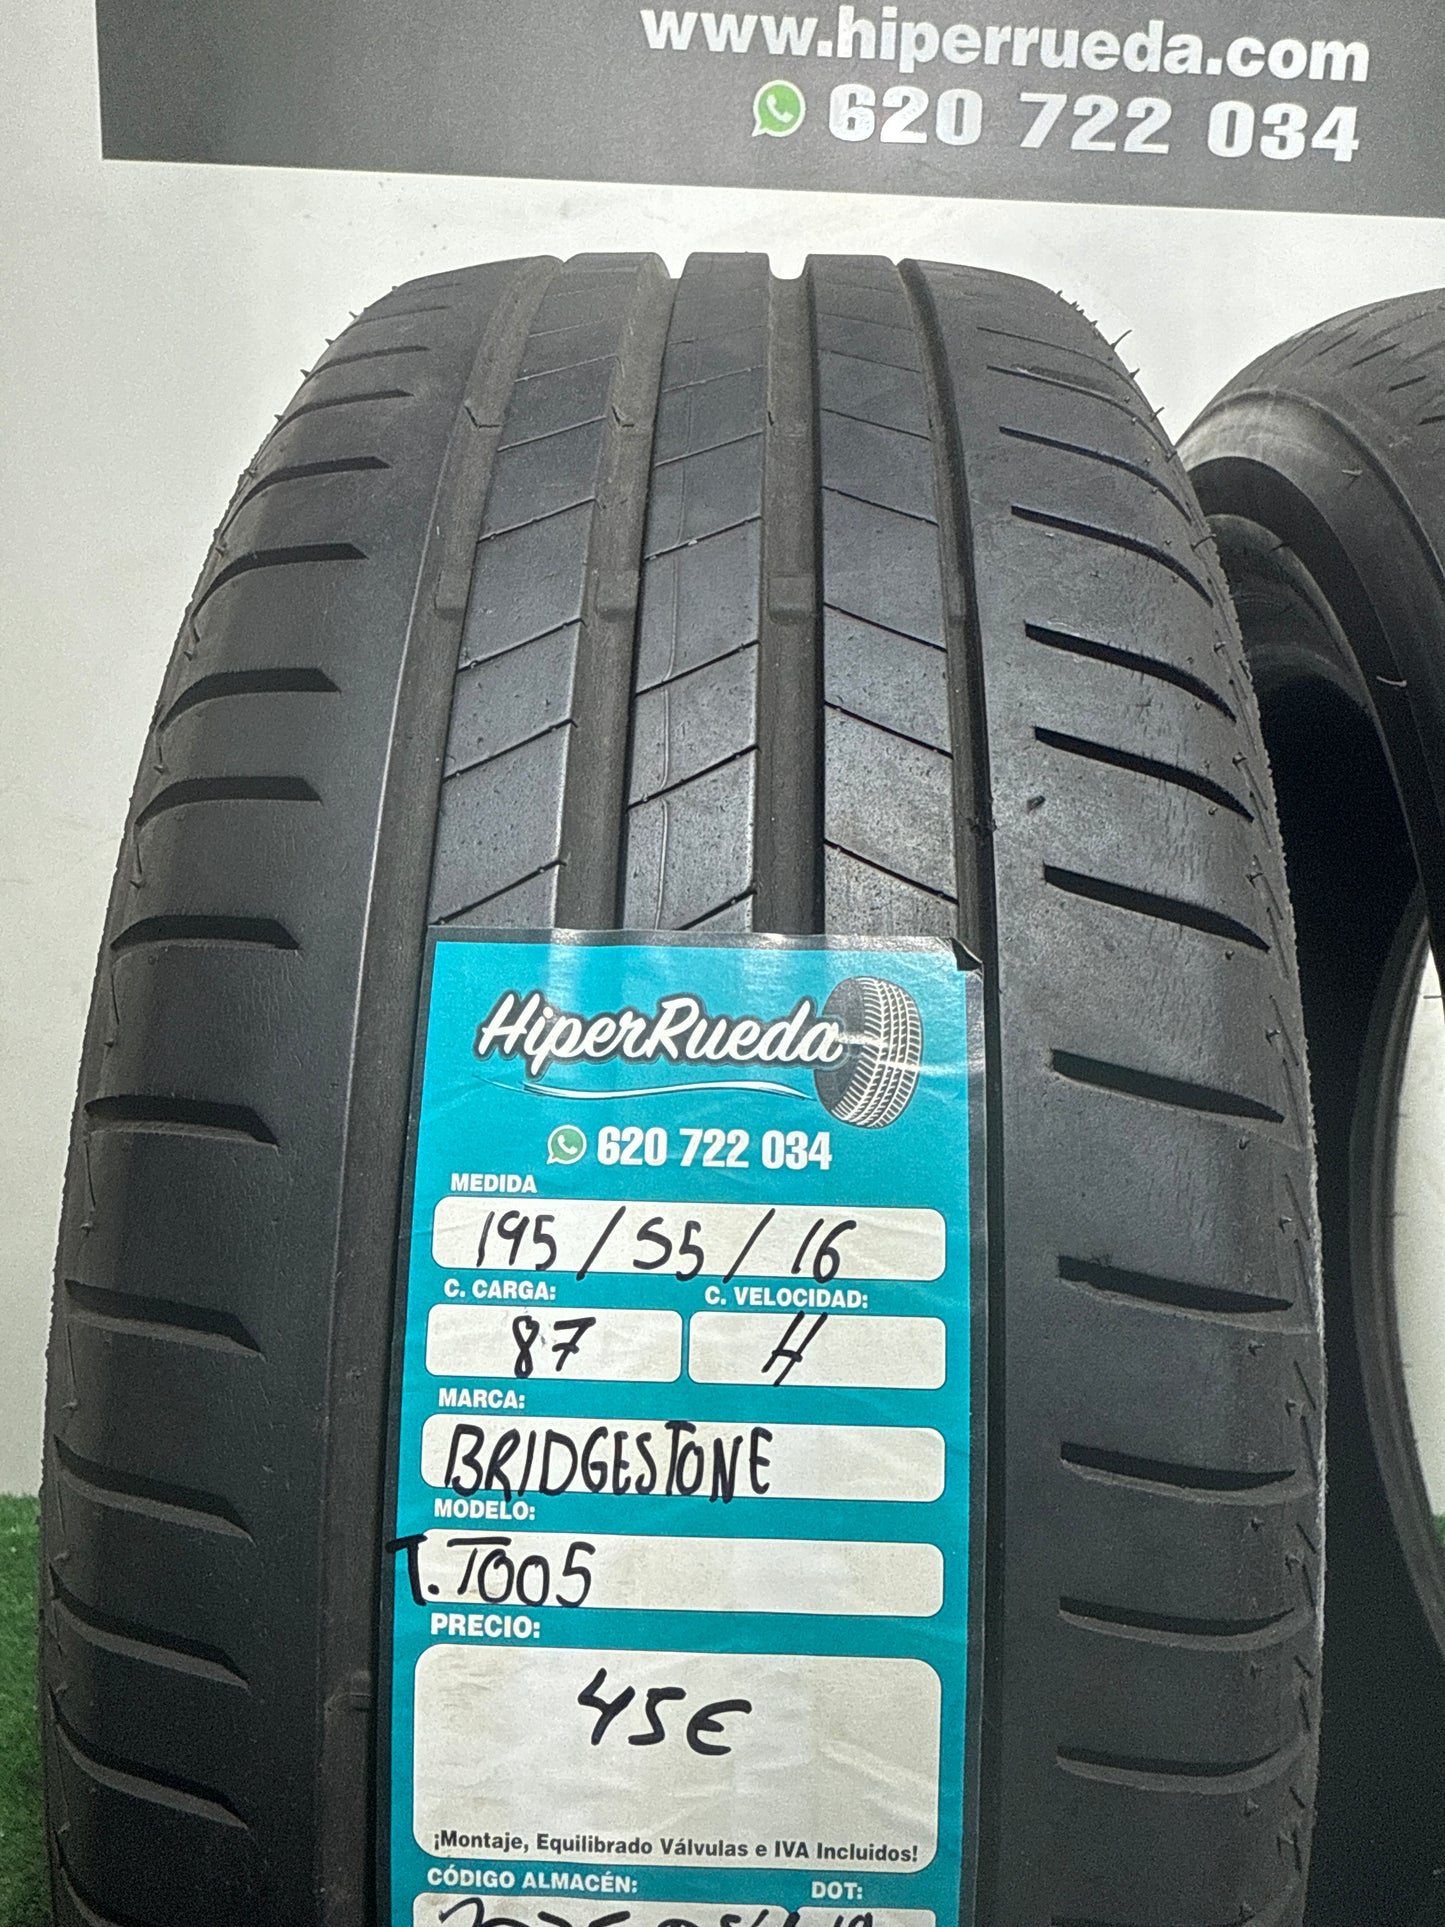 www.hiperrueda.com
620 722 034
HiperRueda
620 722 034
MEDIDA
195 / 55 / 16
C. CARGA: C. VELOCIDAD:
87 H
MARCA:
BRIDGESTONE
MODELO:
T.T005
PRECIO:
45€
¡Montaje, Equilibrado Válvulas e IVA Incluidos!
CÓDIGO ALMACÉN: DOT: